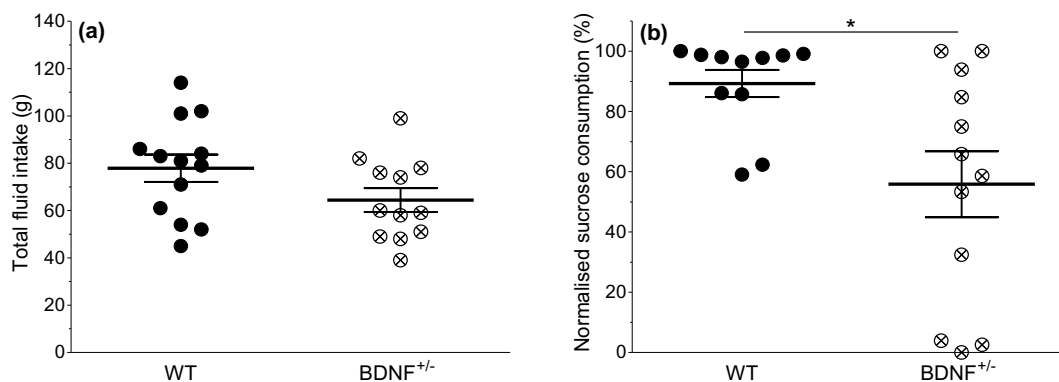 (a)
Total fluid intake (g)
140
120
100
80
60
40
20
0
WT
BDNF+/-
(b)
*
Normalised sucrose consumption (%)
100
80
60
40
20
0
WT
BDNF+/-